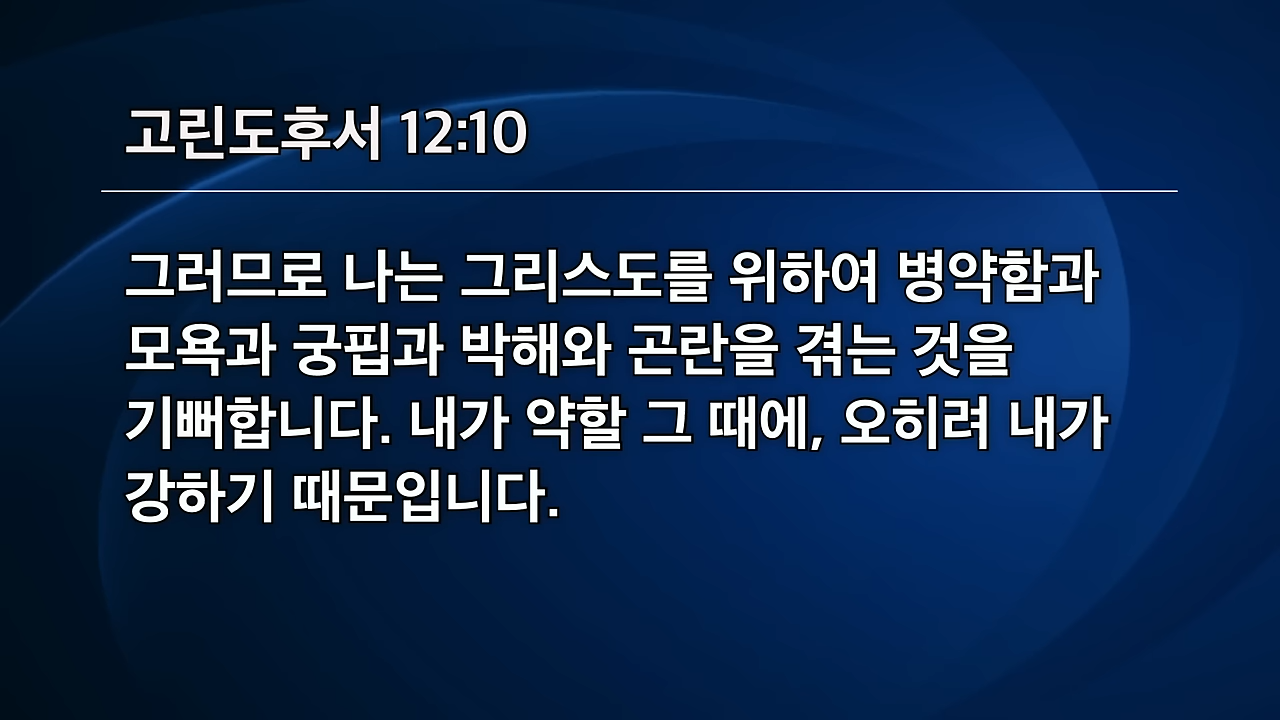 고린도후서 12:10
그러므로 나는 그리스도를 위하여 병약함과
모욕과 궁핍과 박해와 곤란을 겪는 것을
기뻐합니다. 내가 약할 그 때에, 오히려 내가
강하기 때문입니다.